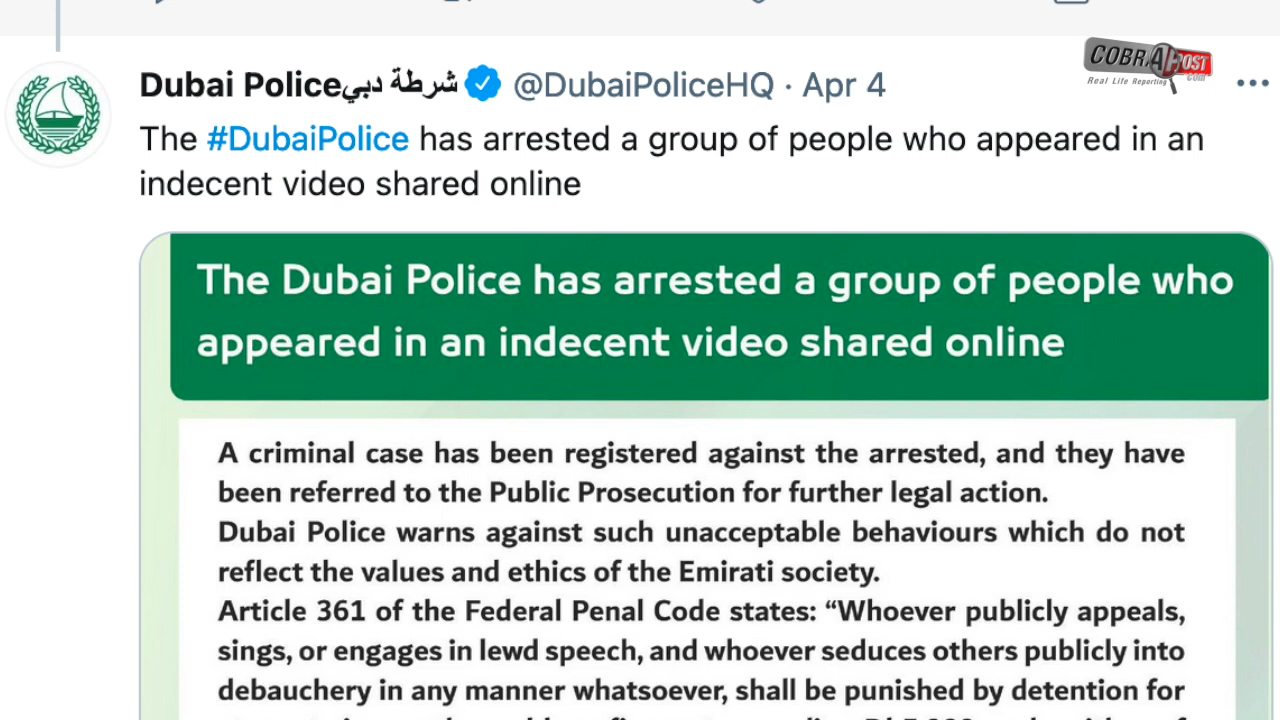 Dubai Policeشرطة دبي @DubaiPoliceHQ · Apr 4
COBRAPOST
.Com
Real Life Reporting
The #DubaiPolice has arrested a group of people who appeared in an
indecent video shared online
The Dubai Police has arrested a group of people who
appeared in an indecent video shared online
A criminal case has been registered against the arrested, and they have
been referred to the Public Prosecution for further legal action.
Dubai Police warns against such unacceptable behaviours which do not
reflect the values and ethics of the Emirati society.
Article 361 of the Federal Penal Code states: “Whoever publicly appeals,
sings, or engages in lewd speech, and whoever seduces others publicly into
debauchery in any manner whatsoever, shall be punished by detention for